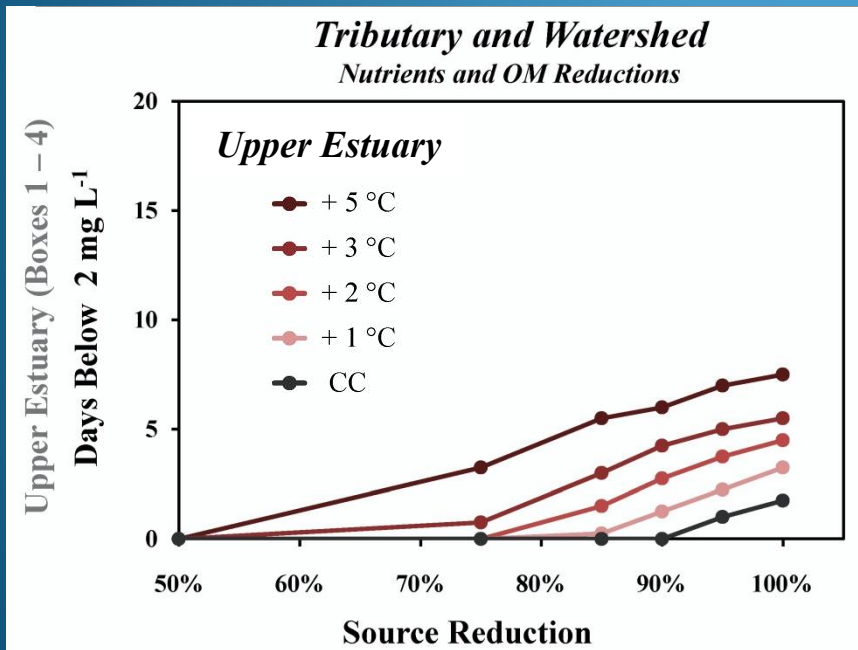 Tributary and Watershed
Nutrients and OM Reductions
Upper Estuary (Boxes 1 – 4)
Days Below 2 mg L-1
20
15
10
5
0
Upper Estuary
+ 5 °C
+ 3 °C
+ 2 °C
+ 1 °C
CC
50% 60% 70% 80% 90% 100%
Source Reduction